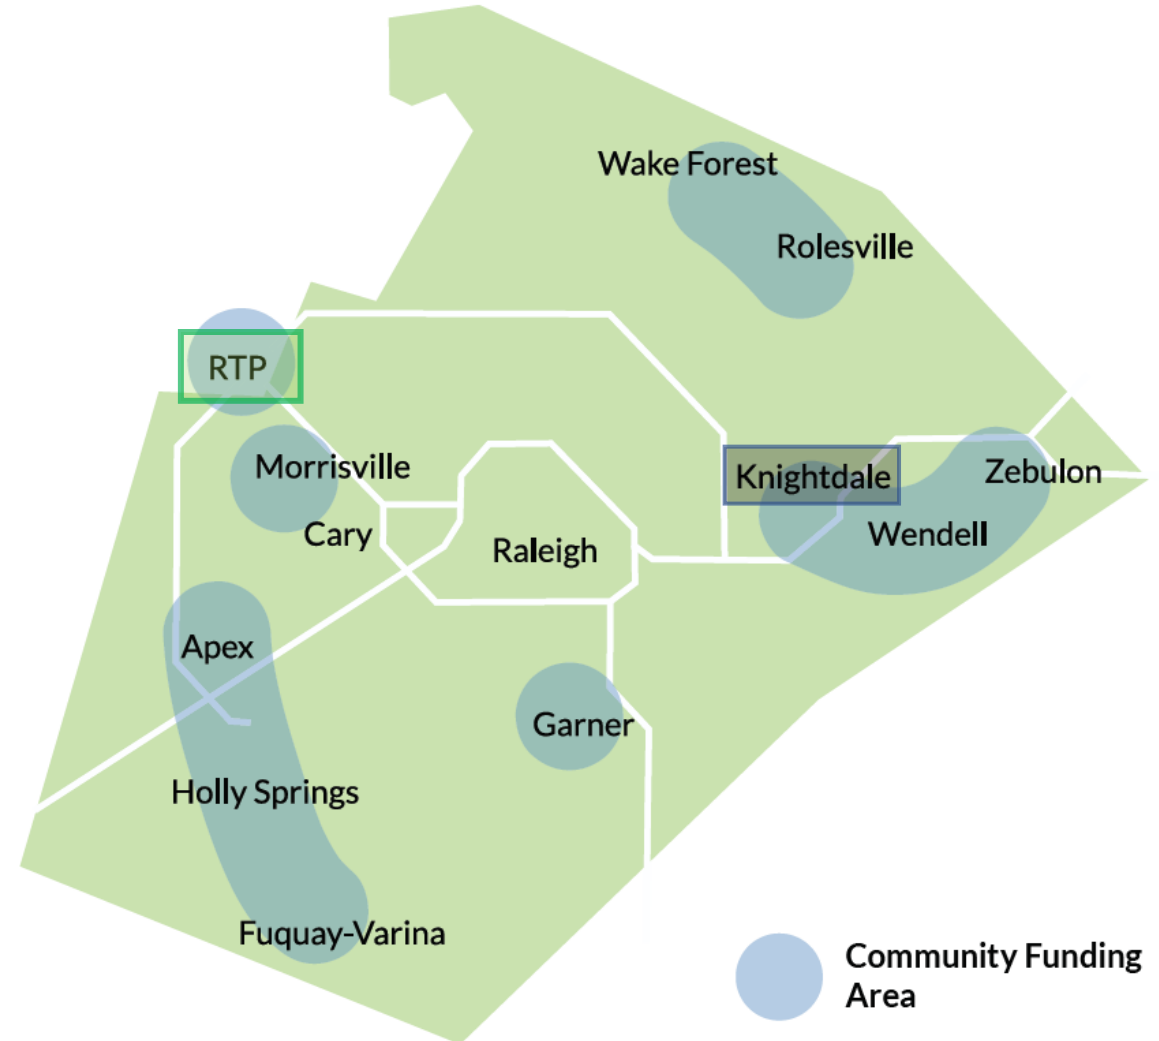 Wake Forest
Rolesville
RTP
Morrisville
Knightdale
Zebulon
Cary
Raleigh
Wendell
Apex
Garner
Holly Springs
Fuquay-Varina
Community Funding
Area